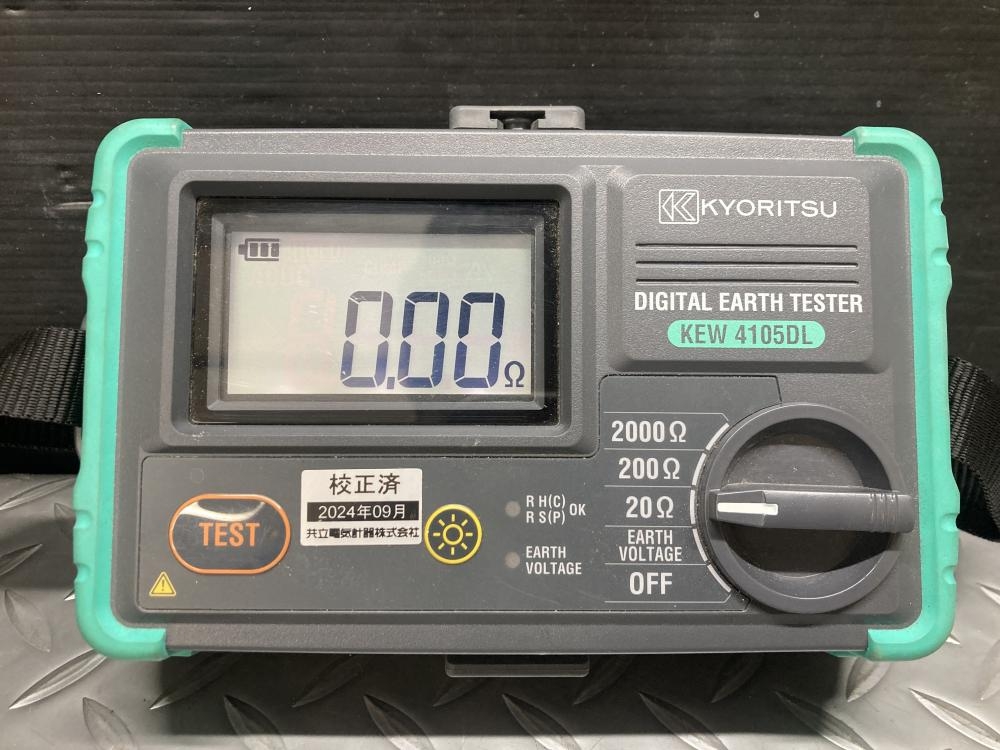 KYORITSU
DIGITAL EARTH TESTER
KEW 4105DL
0.00Ω
2000Ω
200Ω
20Ω
EARTH
VOLTAGE
OFF
TEST
校正済
2024年09月
共立電気計器株式会社
R H(C)
R S(P) OK
EARTH
VOLTAGE